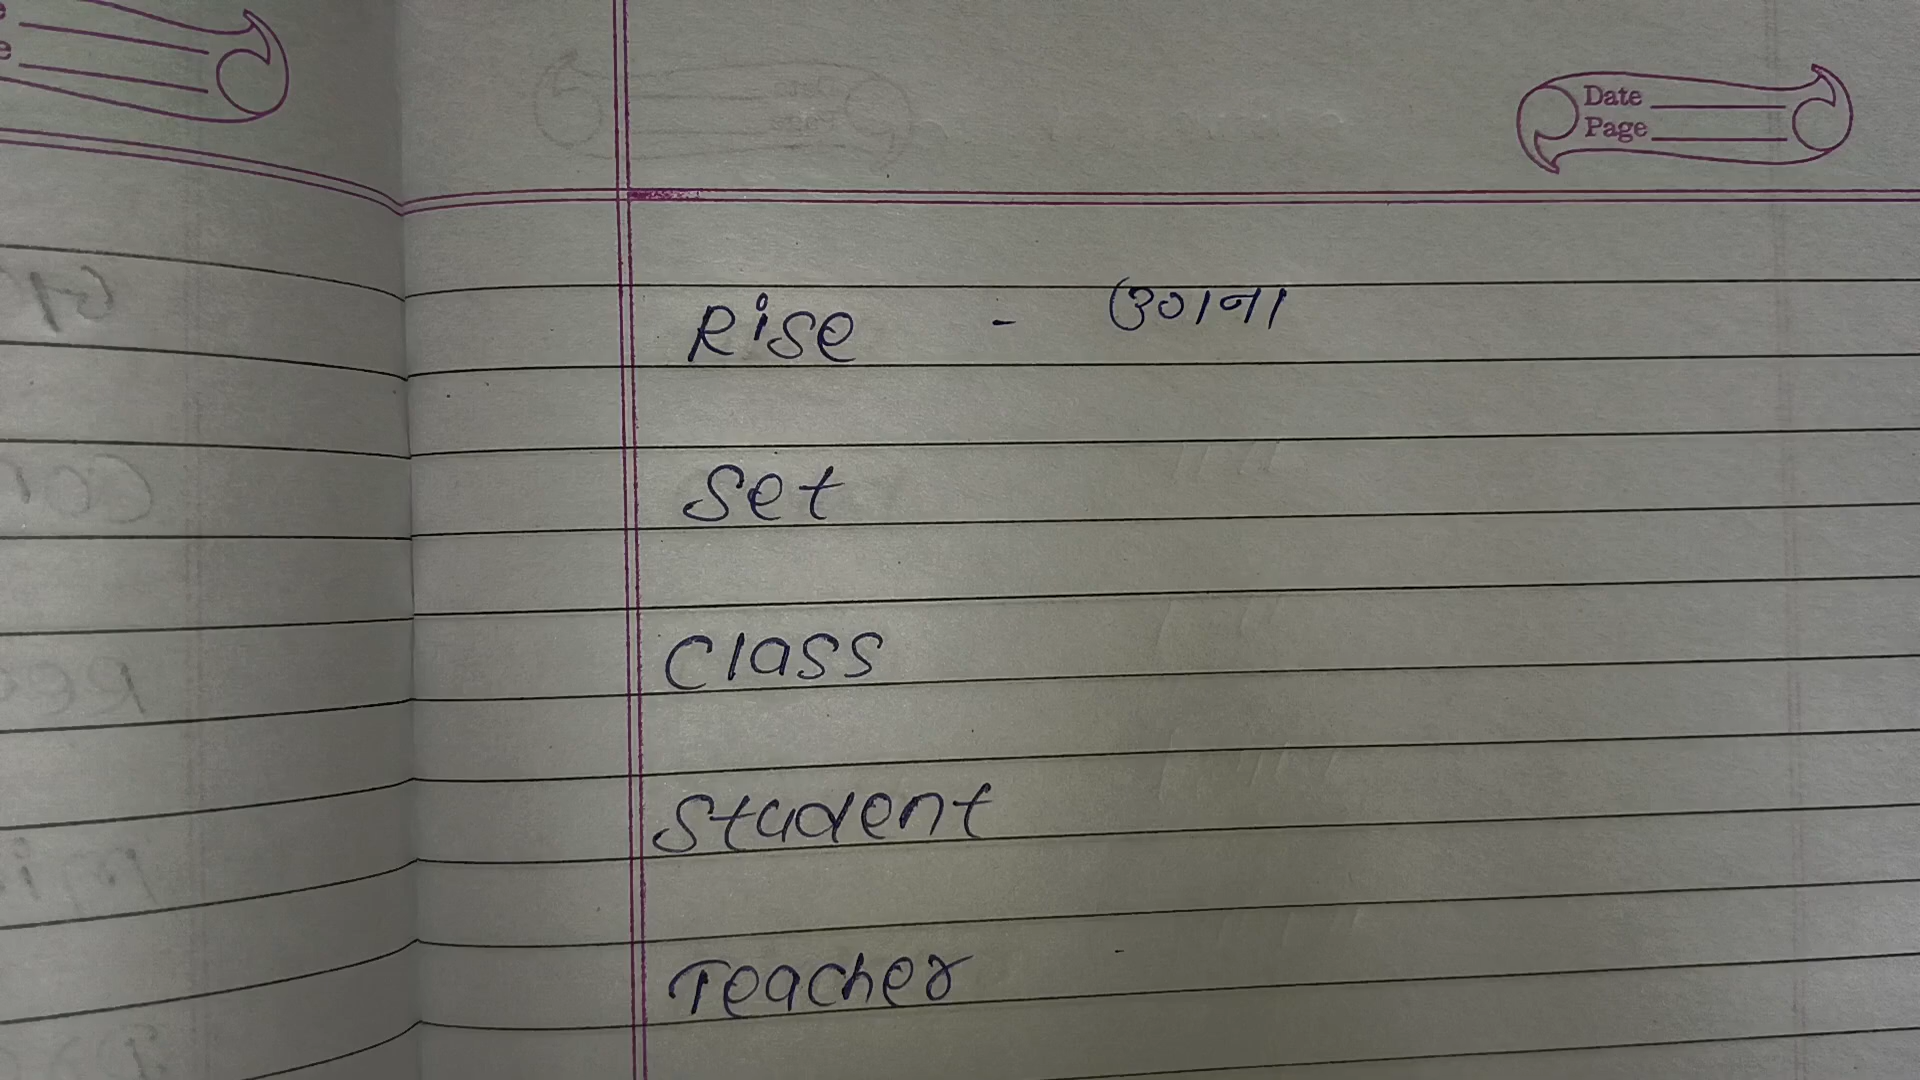 Date
Page
Rise - उगना
Set
Class
Student
Teacher